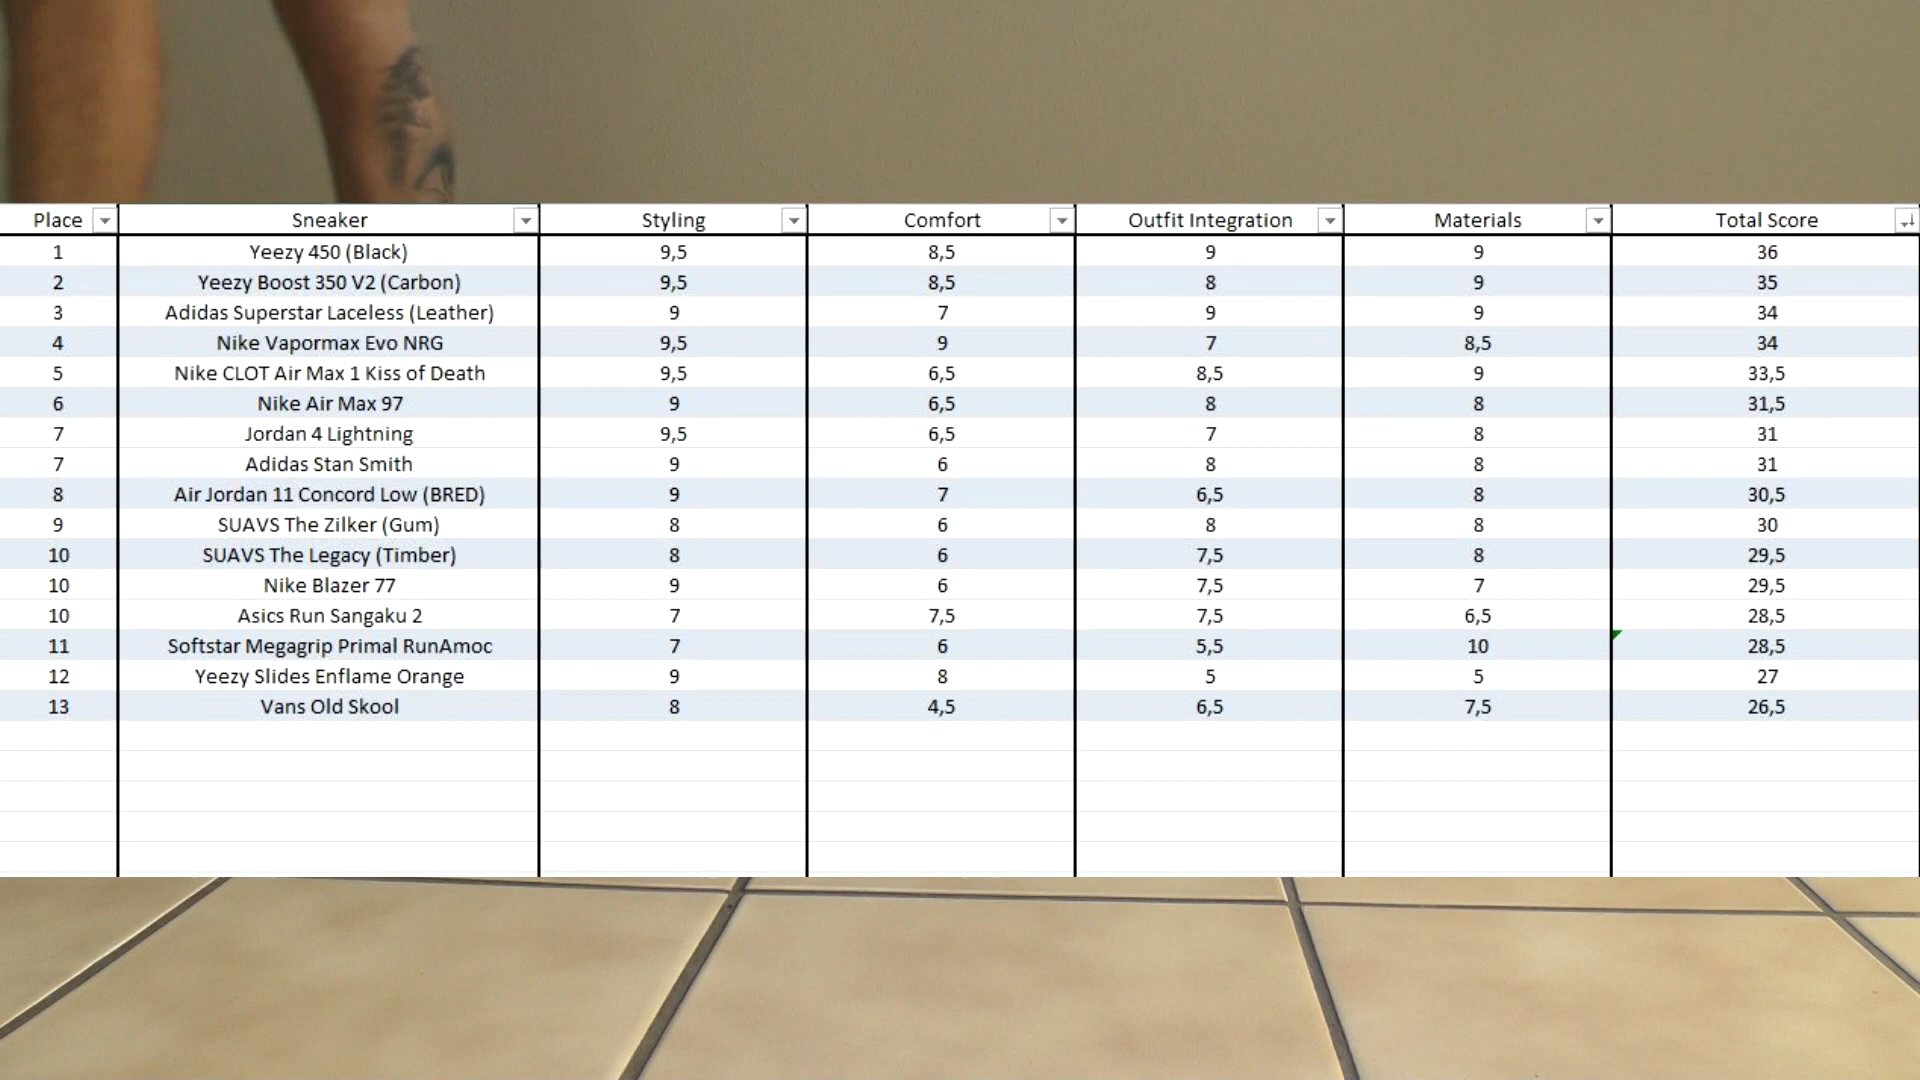 Place Sneaker Styling Comfort Outfit Integration Materials Total Score
1 Yeezy 450 (Black) 9,5 8,5 9 9 36
2 Yeezy Boost 350 V2 (Carbon) 9,5 8,5 8 9 35
3 Adidas Superstar Laceless (Leather) 9 7 9 9 34
4 Nike Vapormax Evo NRG 9,5 9 7 8,5 34
5 Nike CLOT Air Max 1 Kiss of Death 9,5 6,5 8,5 9 33,5
6 Nike Air Max 97 9 6,5 8 8 31,5
7 Jordan 4 Lightning 9,5 6,5 7 8 31
7 Adidas Stan Smith 9 6 8 8 31
8 Air Jordan 11 Concord Low (BRED) 9 7 6,5 8 30,5
9 SUAVS The Zilker (Gum) 8 6 8 8 30
10 SUAVS The Legacy (Timber) 8 6 7,5 8 29,5
10 Nike Blazer 77 9 6 7,5 7 29,5
10 Asics Run Sangaku 2 7 7,5 7,5 6,5 28,5
11 Softstar Megagrip Primal RunAmoc 7 6 5,5 10 28,5
12 Yeezy Slides Enflame Orange 9 8 5 5 27
13 Vans Old Skool 8 4,5 6,5 7,5 26,5